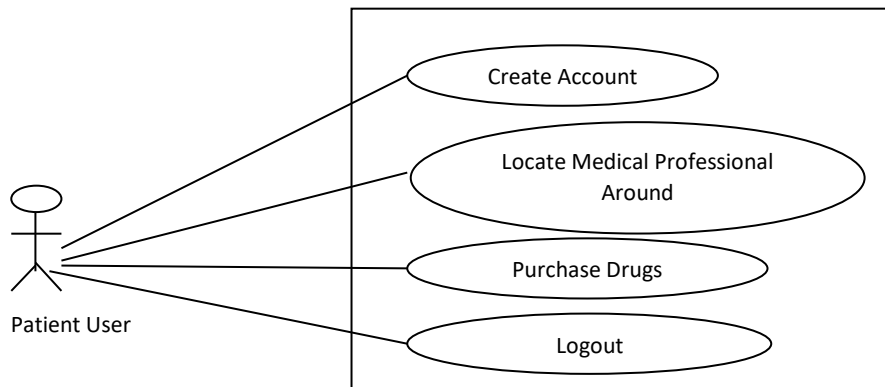 Create Account
Locate Medical Professional
Around
Purchase Drugs
Patient User
Logout